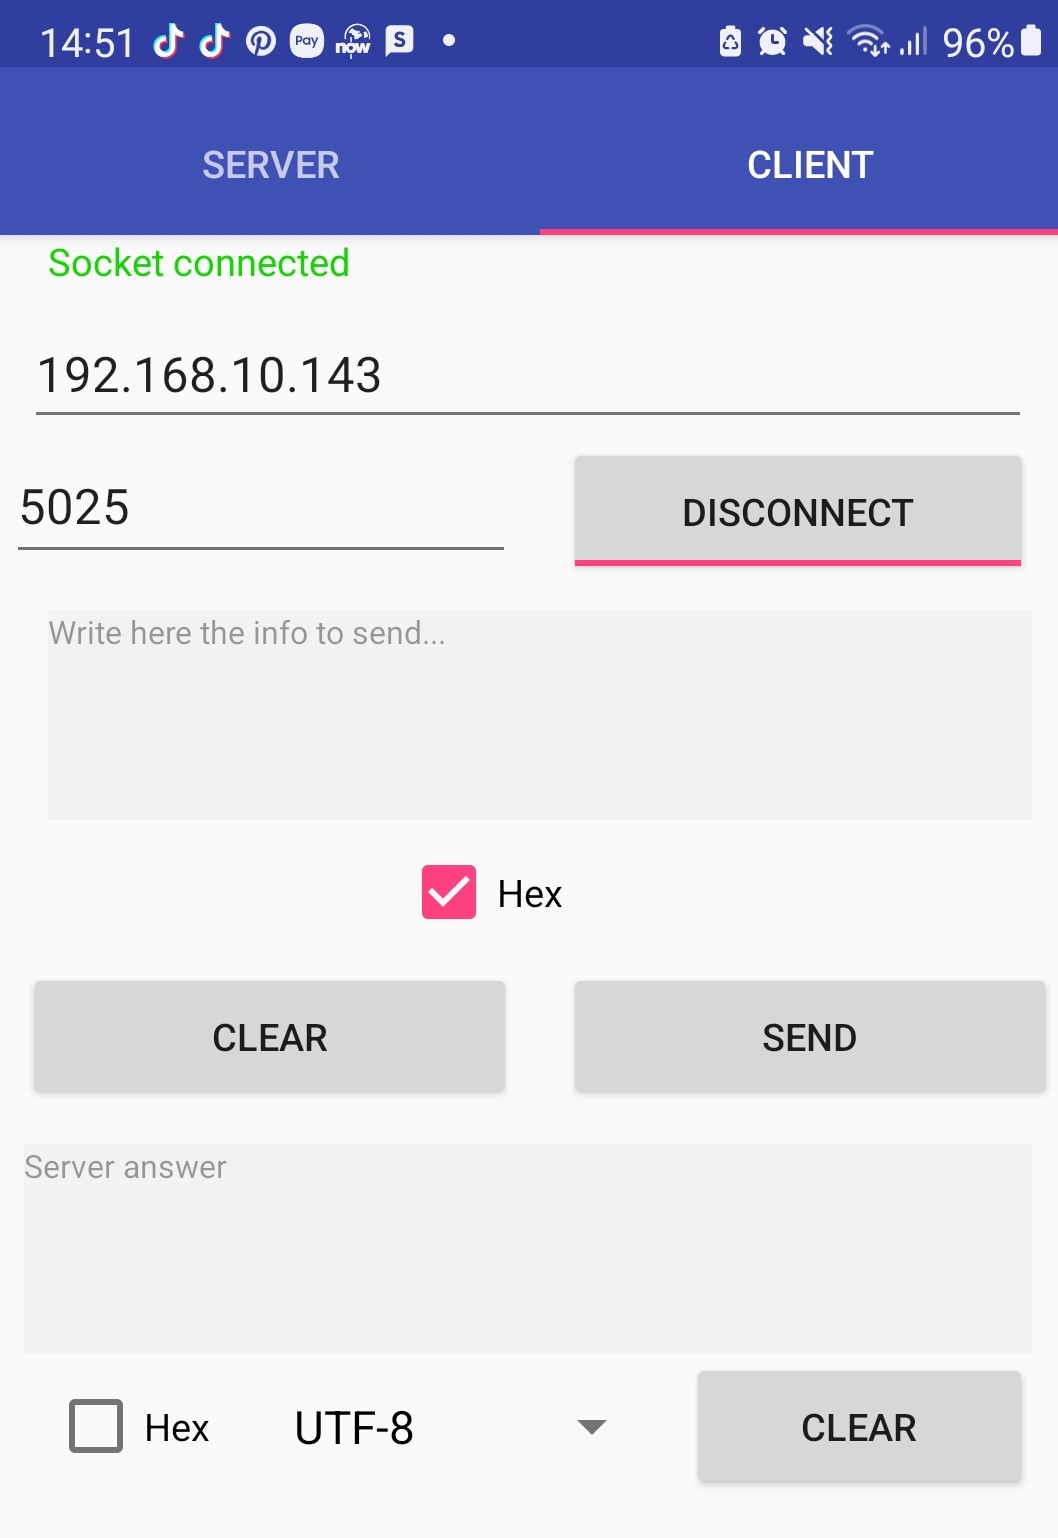 14:51 Pay now S 96%
SERVER CLIENT
Socket connected
192.168.10.143
5025 DISCONNECT
Write here the info to send...
Hex
CLEAR SEND
Server answer
Hex UTF-8 CLEAR